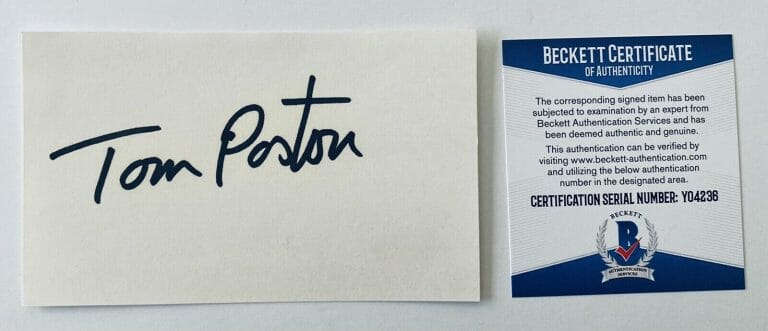 Tom Poston
BECKETT CERTIFICATE
OF AUTHENTICITY
The corresponding signed item has been
subjected to examination by an expert from
Beckett Authentication Services and has
been deemed authentic and genuine.
This authentication can be verified by
visiting www.beckett-authentication.com
and utilizing the below authentication
number in the designated area.
CERTIFICATION SERIAL NUMBER: Y04236
BECKETT
B
AUTHENTICATION
SERVICES